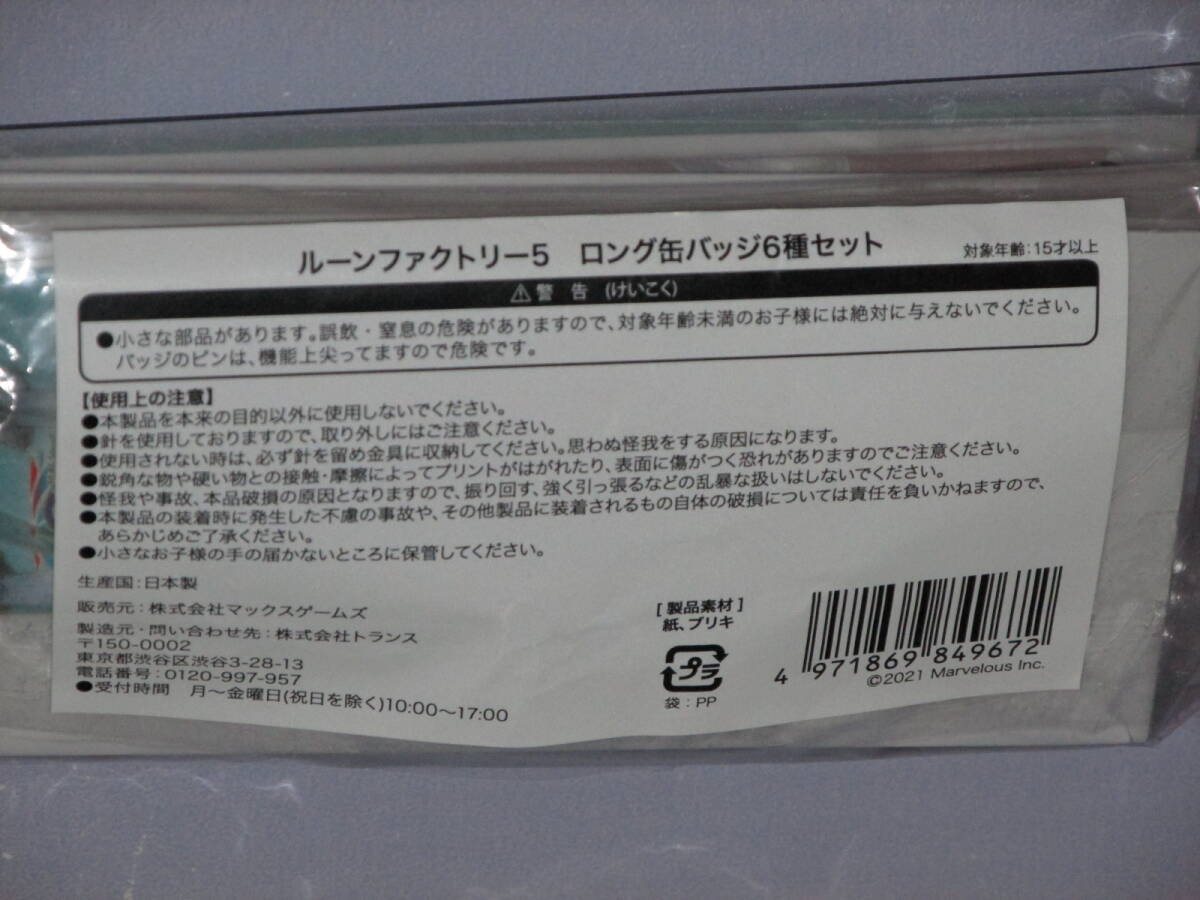 ルーンファクトリー5　ロング缶バッジ6種セット
対象年齢:15才以上
⚠警 告 (けいこく)
●小さな部品があります。誤飲・窒息の危険がありますので、対象年齢未満のお子様には絶対に与えないでください。
バッジのピンは、機能上尖ってますので危険です。
【使用上の注意】
●本製品を本来の目的以外に使用しないでください。
●針を使用しておりますので、取り外しにはご注意ください。
●使用されない時は、必ず針を留め金具に収納してください。思わぬ怪我をする原因になります。
●鋭角な物や硬い物との接触・摩擦によってプリントがはがれたり、表面に傷がつく恐れがありますのでご注意ください。
●怪我や事故、本品破損の原因となりますので、振り回す、強く引っ張るなどの乱暴な扱いはしないでください。
●本製品の装着時に発生した不慮の事故や、その他製品に装着されるもの自体の破損については責任を負いかねますので、
あらかじめご了承ください。
●小さなお子様の手の届かないところに保管してください。
生産国:日本製
販売元:株式会社マックスゲームズ
製造元・問い合わせ先:株式会社トランス
〒150-0002
東京都渋谷区渋谷3-28-13
電話番号:0120-997-957
●受付時間　月～金曜日(祝日を除く)10:00～17:00
[ 製品素材 ]
紙、ブリキ
プラ
袋:PP
4 971869 849672
©2021 Marvelous Inc.